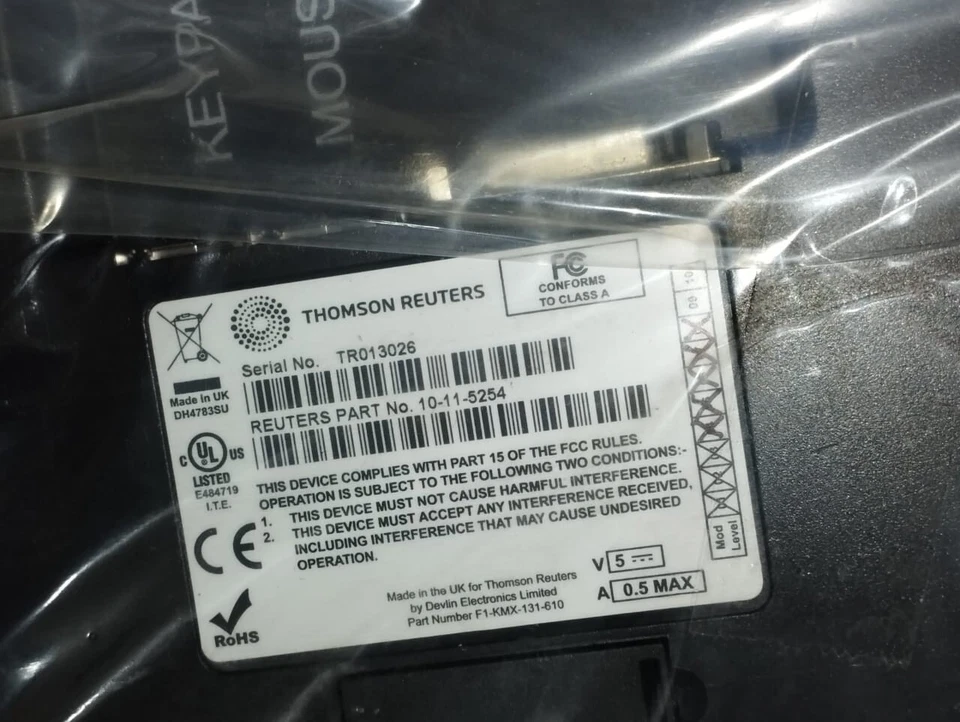 KEYPA
MOUS
THOMSON REUTERS
FC
CONFORMS
TO CLASS A
Serial No. TR013026
REUTERS PART No. 10-11-5254
Made in UK
DH4783SU
C UL US
LISTED
E484719
I.T.E.
THIS DEVICE COMPLIES WITH PART 15 OF THE FCC RULES.
OPERATION IS SUBJECT TO THE FOLLOWING TWO CONDITIONS:-
1. THIS DEVICE MUST NOT CAUSE HARMFUL INTERFERENCE.
2. THIS DEVICE MUST ACCEPT ANY INTERFERENCE RECEIVED,
INCLUDING INTERFERENCE THAT MAY CAUSE UNDESIRED
OPERATION.
CE
RoHS
Made in the UK for Thomson Reuters
by Devlin Electronics Limited
Part Number F1-KMX-131-610
V 5
A 0.5 MAX
Mod
Level
09
10